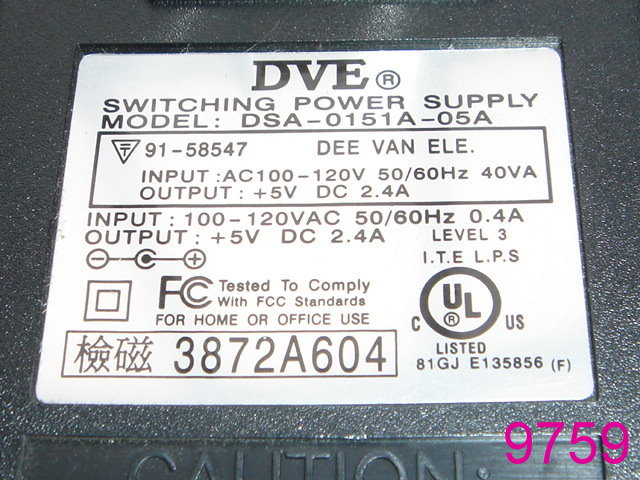 DVE®
SWITCHING POWER SUPPLY
MODEL: DSA-0151A-05A
91-58547 DEE VAN ELE.
INPUT:AC100-120V 50/60Hz 40VA
OUTPUT: +5V DC 2.4A
INPUT: 100-120VAC 50/60Hz 0.4A
OUTPUT: +5V DC 2.4A
LEVEL 3
I.T.E L.P.S
FC Tested To Comply
With FCC Standards
FOR HOME OR OFFICE USE
C UL® US
LISTED
81GJ E135856 (F)
檢磁 3872A604
CAUTION:
9759